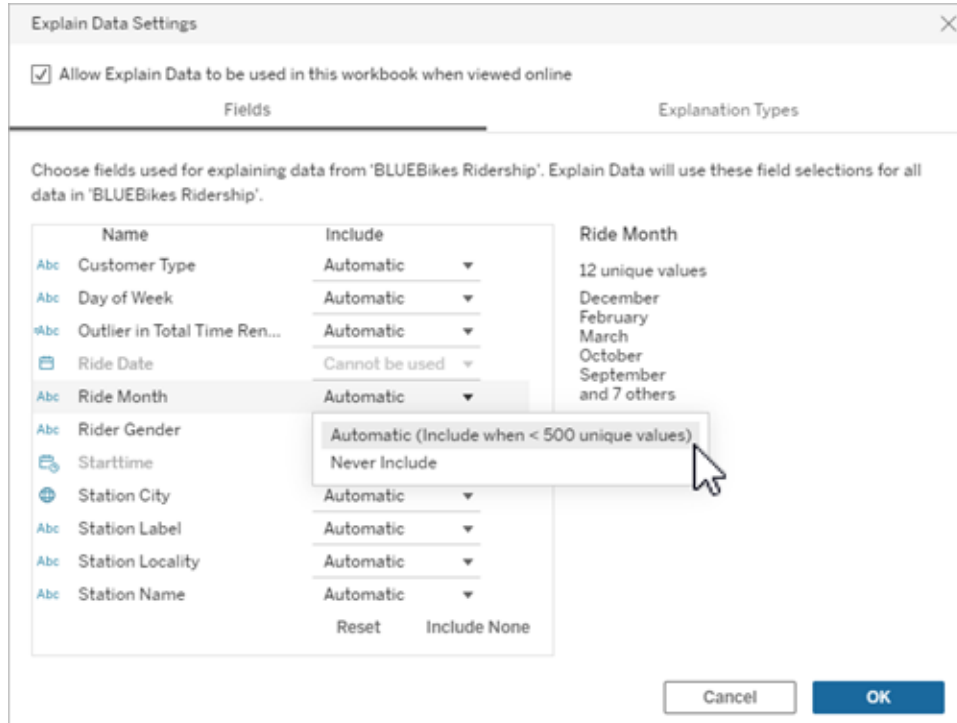 Explain Data Settings
Allow Explain Data to be used in this workbook when viewed online
Fields
Explanation Types
Choose fields used for explaining data from 'BLUEBikes Ridership'. Explain Data will use these field selections for all
data in 'BLUEBikes Ridership'.
Name Include
Abc Customer Type Automatic
Abc Day of Week Automatic
Abc Outlier in Total Time Ren... Automatic
Ride Date Cannot be used
Abc Ride Month Automatic
Abc Rider Gender
Automatic (Include when < 500 unique values)
Starttime
Never Include
Station City Automatic
Abc Station Label Automatic
Abc Station Locality Automatic
Abc Station Name Automatic
Reset Include None
Ride Month
12 unique values
December
February
March
October
September
and 7 others
Cancel OK